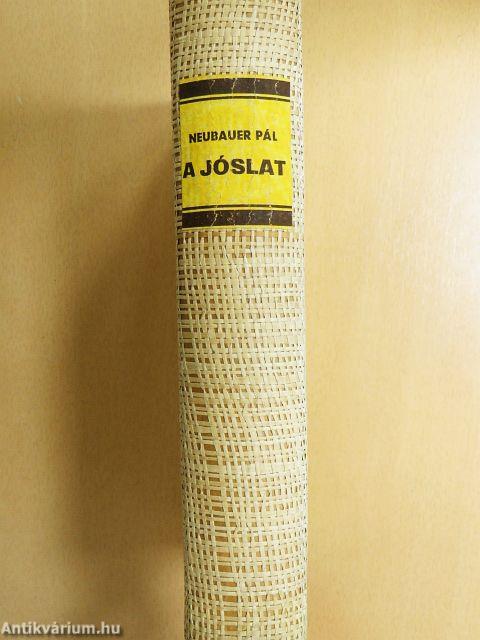 NEUBAUER PÁL
A JÓSLAT
Antikvárium.hu